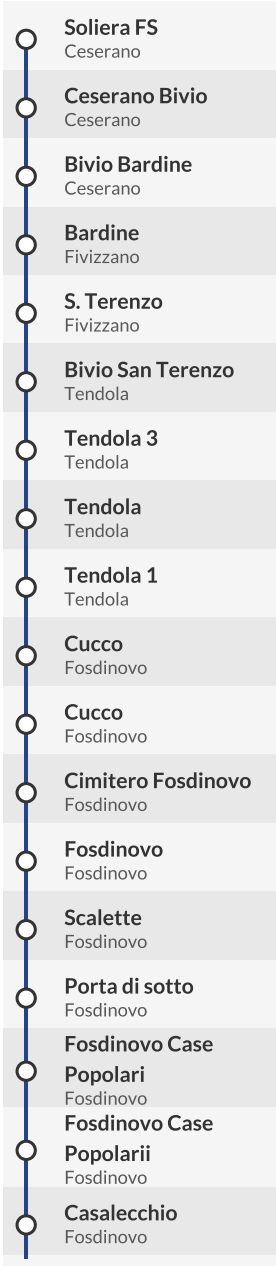 Soliera FS
Ceserano
Ceserano Bivio
Ceserano
Bivio Bardine
Ceserano
Bardine
Fivizzano
S. Terenzo
Fivizzano
Bivio San Terenzo
Tendola
Tendola 3
Tendola
Tendola
Tendola
Tendola 1
Tendola
Cucco
Fosdinovo
Cucco
Fosdinovo
Cimitero Fosdinovo
Fosdinovo
Fosdinovo
Fosdinovo
Scalette
Fosdinovo
Porta di sotto
Fosdinovo
Fosdinovo Case
Popolari
Fosdinovo
Fosdinovo Case
Popolarii
Fosdinovo
Casalecchio
Fosdinovo